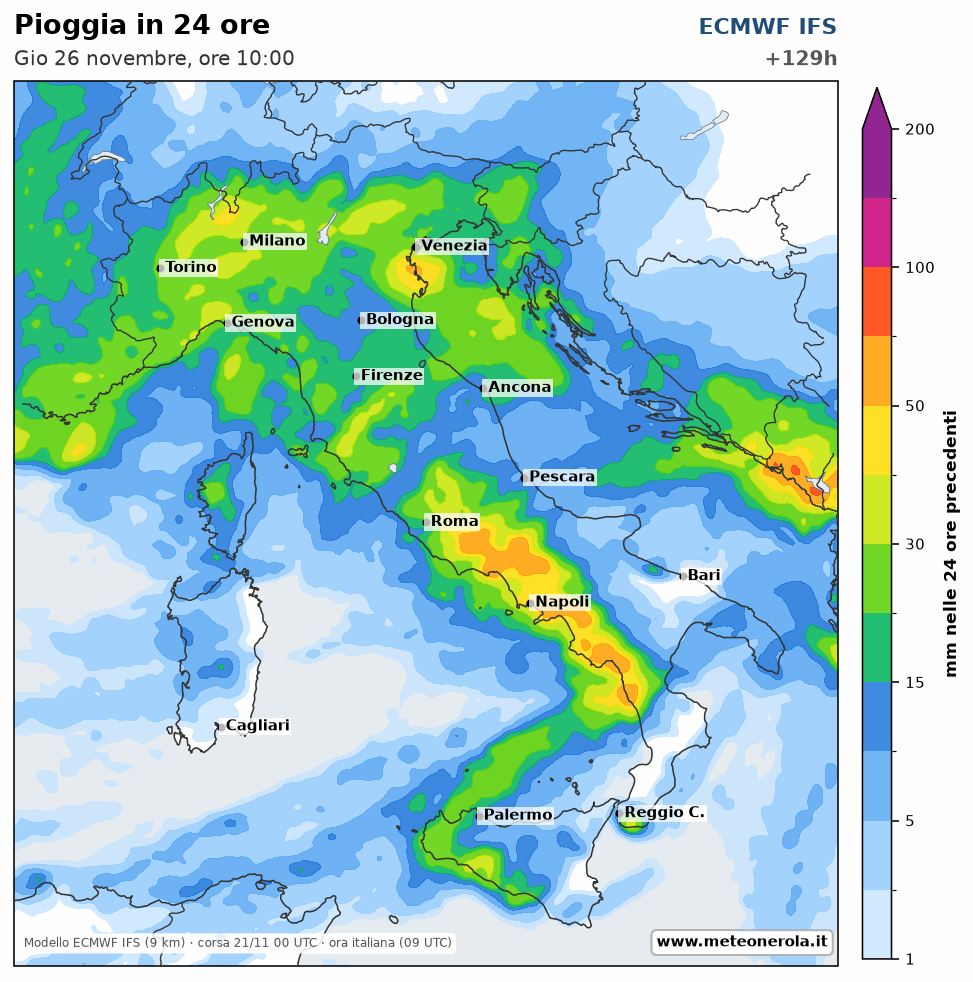 Pioggia in 24 ore
ECMWF IFS
Gio 26 novembre, ore 10:00
+129h
200
100
50
30
15
5
1
mm nelle 24 ore precedenti
Milano
Venezia
Torino
Genova
Bologna
Firenze
Ancona
Pescara
Roma
Bari
Napoli
Cagliari
Palermo
Reggio C.
Modello ECMWF IFS (9 km) · corsa 21/11 00 UTC · ora italiana (09 UTC)
www.meteonerola.it